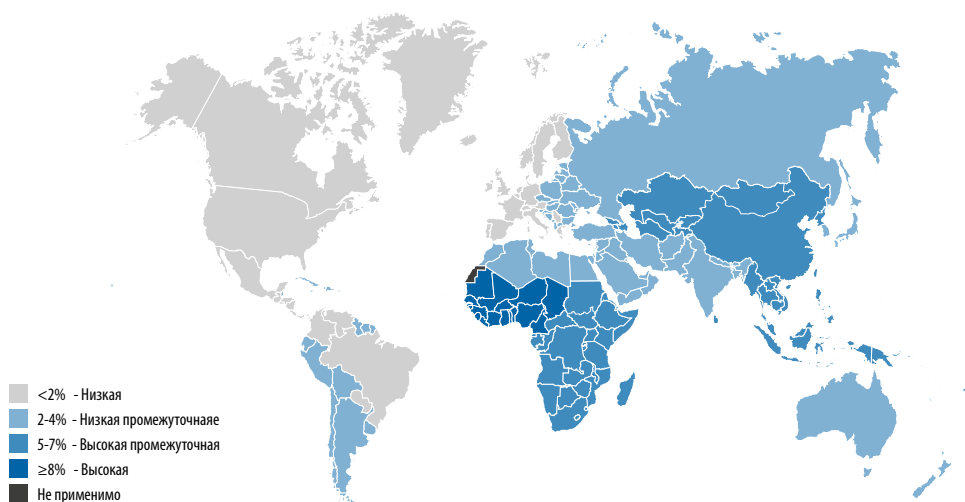 <2% - Низкая
2-4% - Низкая промежуточнаяе
5-7% - Высокая промежуточная
≥8% - Высокая
Не применимо